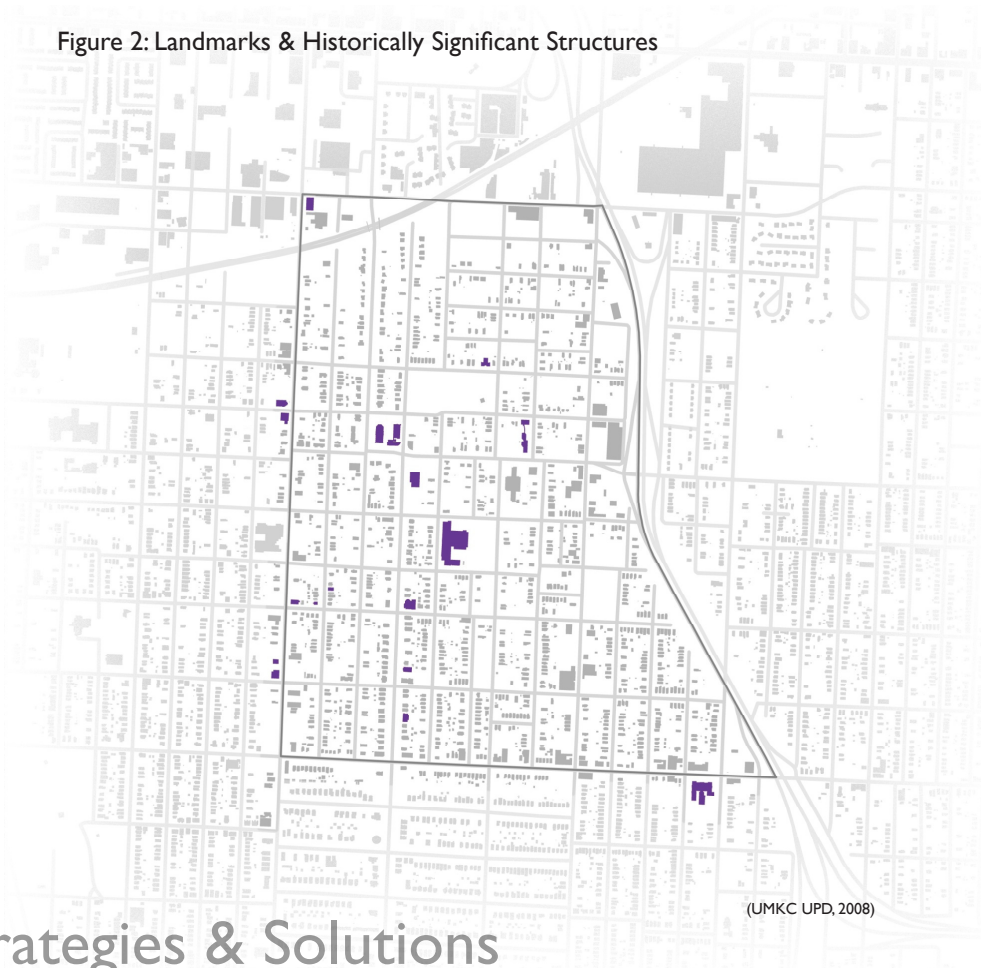 Figure 2: Landmarks & Historically Significant Structures
(UMKC UPD, 2008)
rategies & Solutions